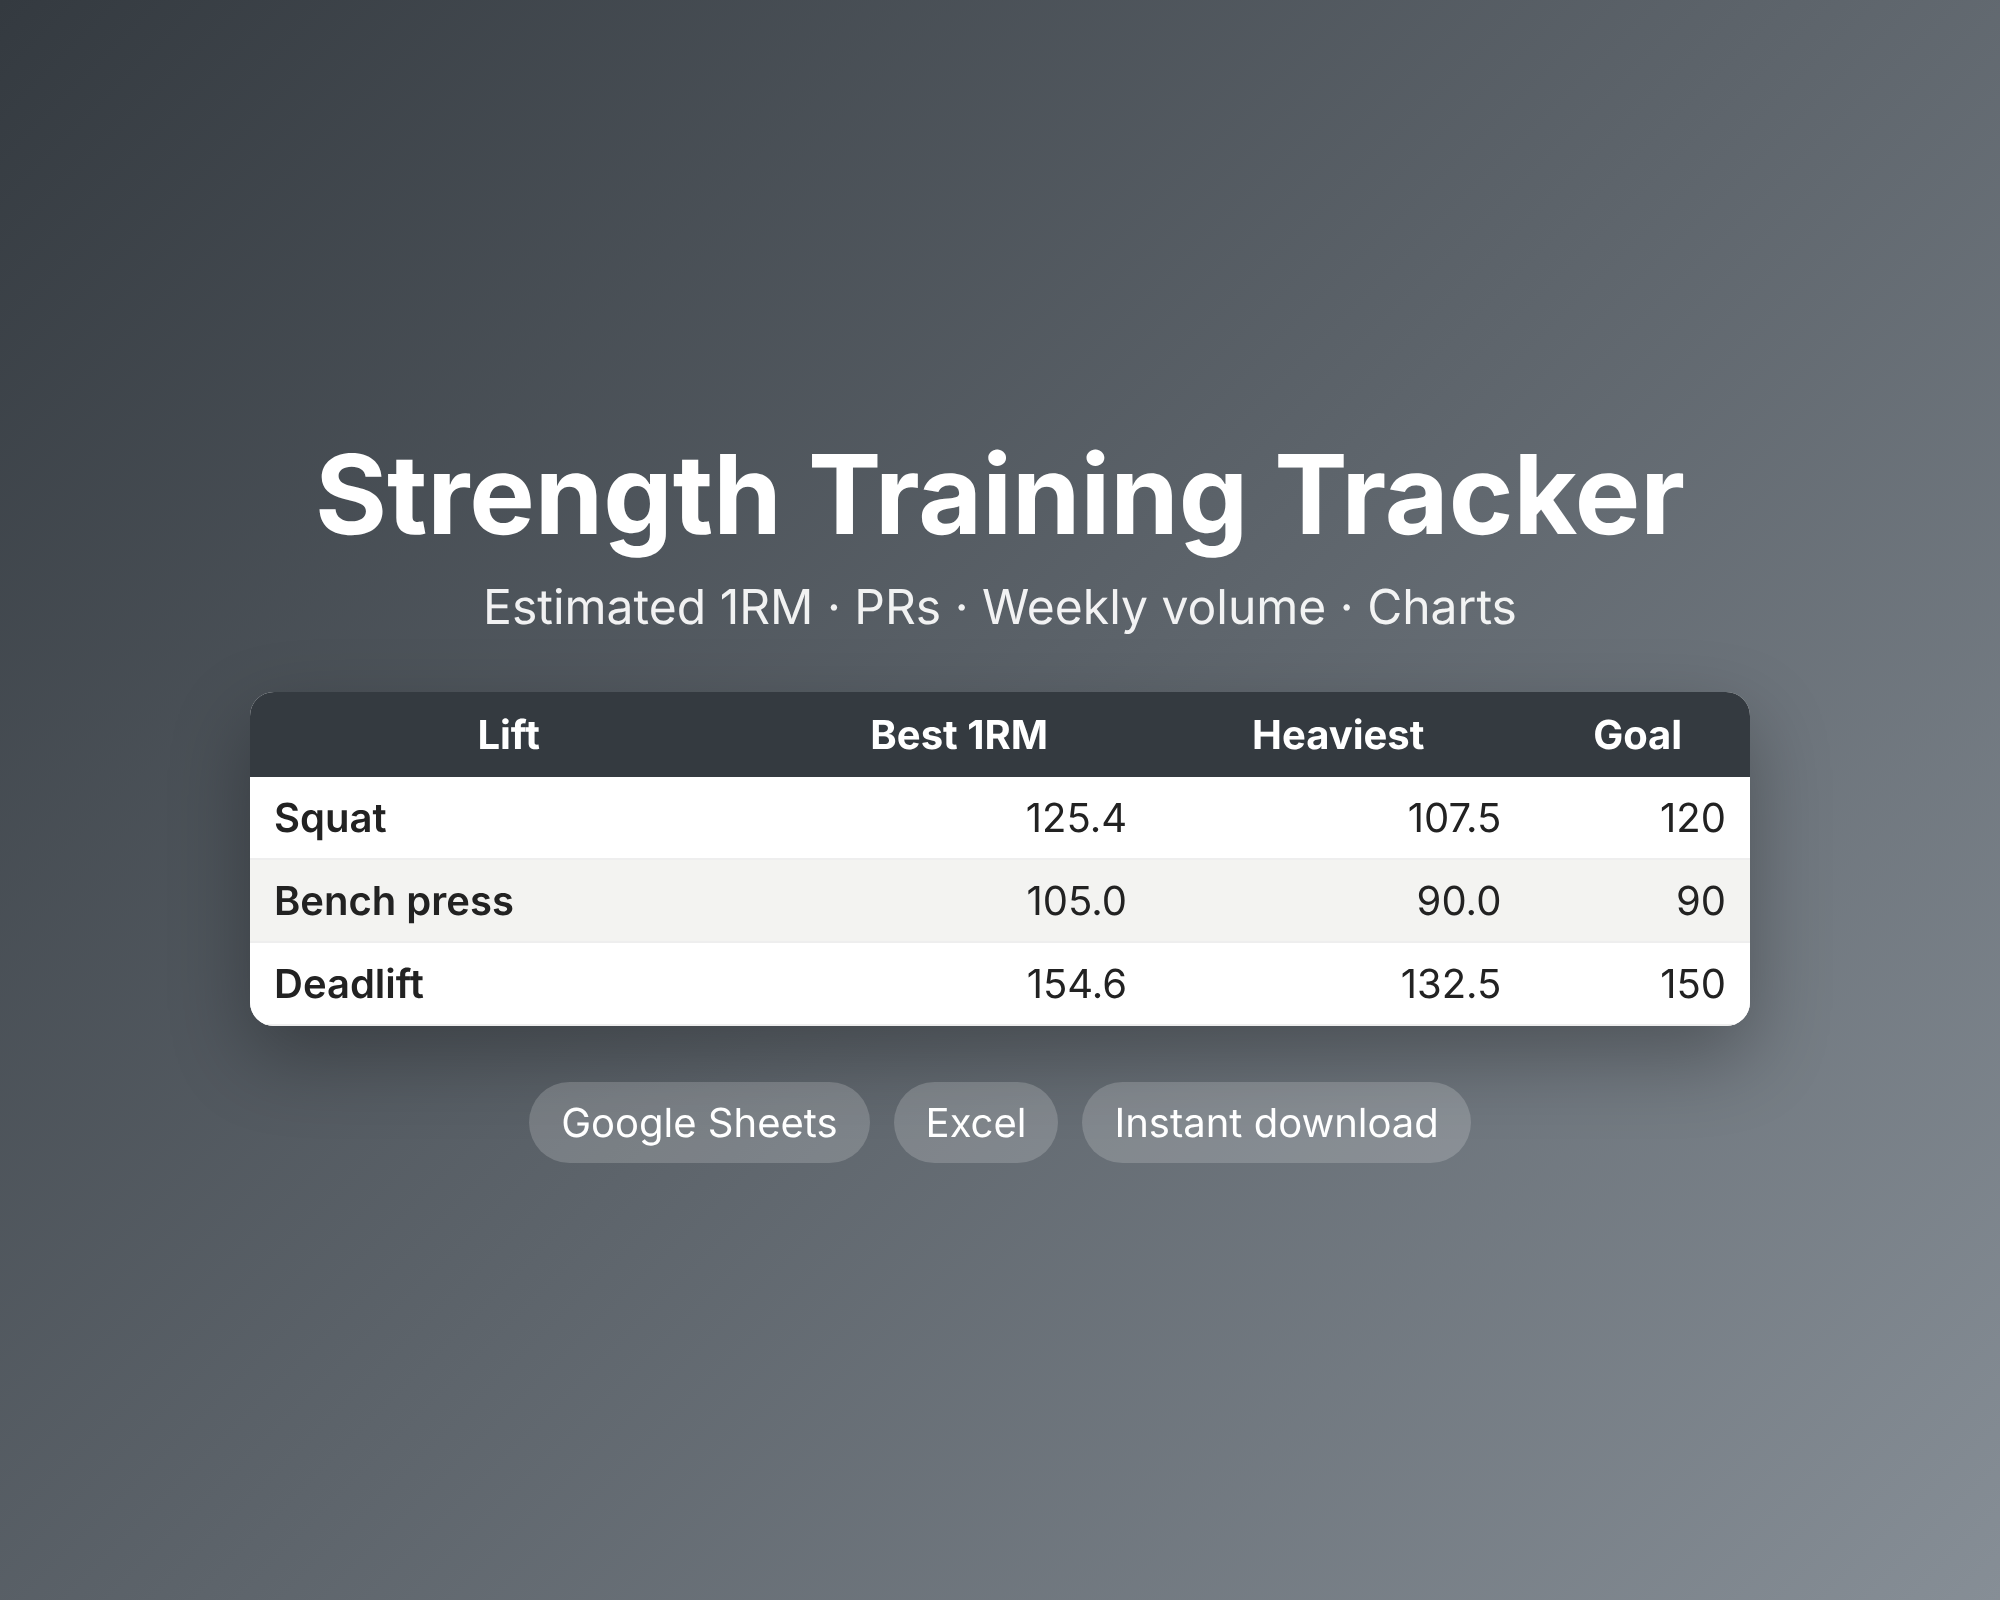 Strength Training Tracker
Estimated 1RM · PRs · Weekly volume · Charts
Lift Best 1RM Heaviest Goal
Squat 125.4 107.5 120
Bench press 105.0 90.0 90
Deadlift 154.6 132.5 150
Google Sheets Excel Instant download